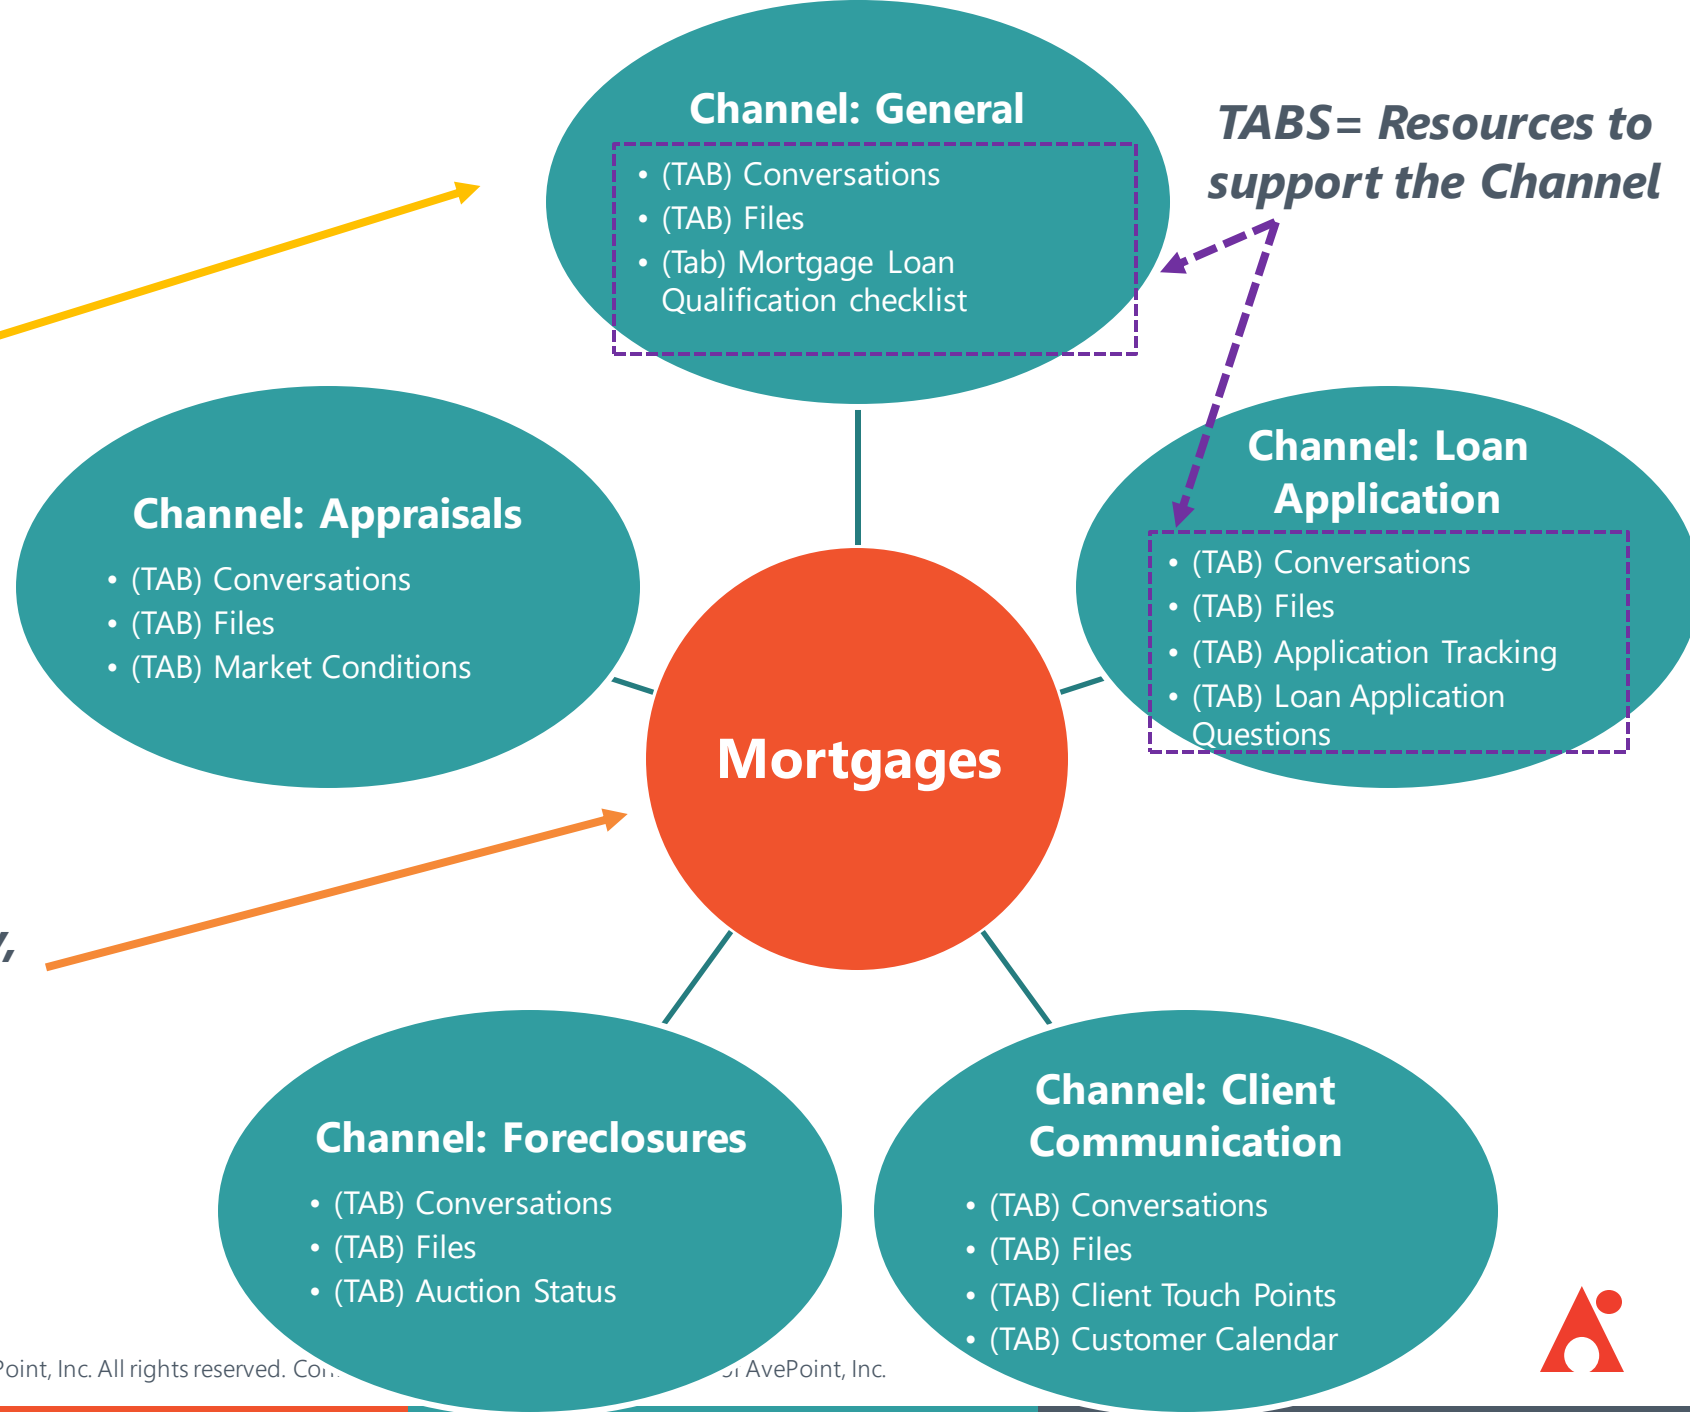 Channel: General
• (TAB) Conversations
• (TAB) Files
• (Tab) Mortgage Loan
Qualification checklist
TABS= Resources to
support the Channel
Channel: Appraisals
• (TAB) Conversations
• (TAB) Files
• (TAB) Market Conditions
Channel: Loan
Application
• (TAB) Conversations
• (TAB) Files
• (TAB) Application Tracking
• (TAB) Loan Application
Questions
Mortgages
Channel: Foreclosures
• (TAB) Conversations
• (TAB) Files
• (TAB) Auction Status
Channel: Client
Communication
• (TAB) Conversations
• (TAB) Files
• (TAB) Client Touch Points
• (TAB) Customer Calendar
Point, Inc. All rights reserved. AvePoint, Inc.